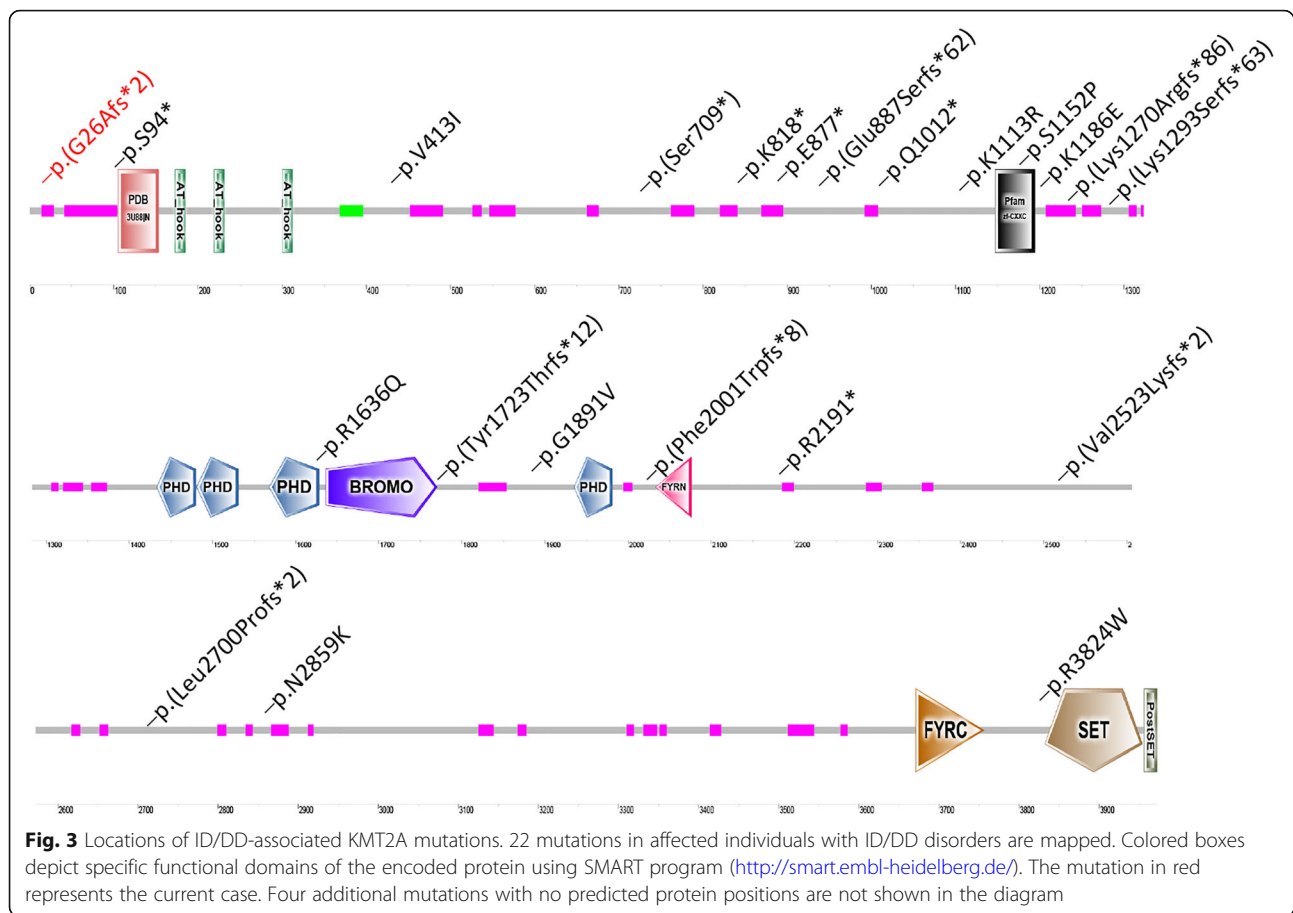 –p.(G26Afs*2)
–p.S94*
–p.V413I
–p.(Ser709*)
–p.K818*
–p.E877*
–p.(Glu887Serfs*62)
–p.Q1012*
–p.K1113R
–p.S1152P
–p.K1186E
–p.(Lys1270Argfs*86)
–p.(Lys1293Serfs*63)
PDB
3U88|N
AT_hook
AT_hook
AT_hook
Pfam
zf-CXXC
0 100 200 300 400 500 600 700 800 900 1000 1100 1200 1300
–p.R1636Q
–p.(Tyr1723Thrfs*12)
–p.G1891V
–p.(Phe2001Trpfs*8)
–p.R2191*
–p.(Val2523Lysfs*2)
PHD
PHD
PHD
BROMO
PHD
FYRN
1300 1400 1500 1600 1700 1800 1900 2000 2100 2200 2300 2400 2500 2
–p.(Leu2700Profs*2)
–p.N2859K
–p.R3824W
FYRC
SET
PostSET
2600 2700 2800 2900 3000 3100 3200 3300 3400 3500 3600 3700 3800 3900
Fig. 3 Locations of ID/DD-associated KMT2A mutations. 22 mutations in affected individuals with ID/DD disorders are mapped. Colored boxes
depict specific functional domains of the encoded protein using SMART program (http://smart.embl-heidelberg.de/). The mutation in red
represents the current case. Four additional mutations with no predicted protein positions are not shown in the diagram